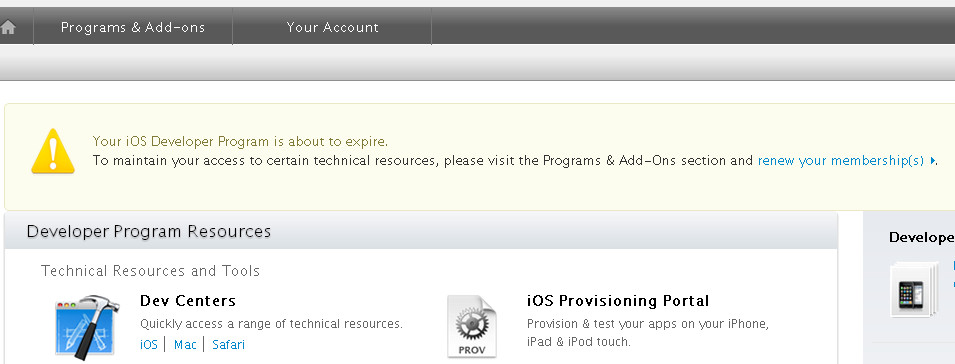 Programs & Add-ons Your Account
Your iOS Developer Program is about to expire.
To maintain your access to certain technical resources, please visit the Programs & Add-Ons section and renew your membership(s).
Developer Program Resources
Technical Resources and Tools
Dev Centers
Quickly access a range of technical resources.
iOS | Mac | Safari
PROV
iOS Provisioning Portal
Provision & test your apps on your iPhone,
iPad & iPod touch.
Develope